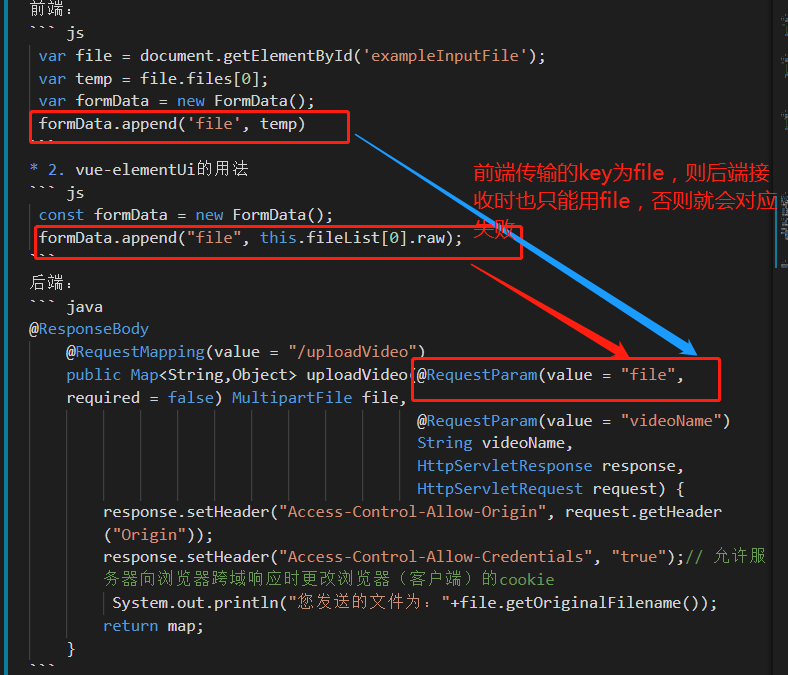 前端：
``` js
var file = document.getElementById('exampleInputFile');
var temp = file.files[0];
var formData = new FormData();
formData.append('file', temp)
```
* 2. vue-elementUi的用法
``` js
const formData = new FormData();
formData.append("file", this.fileList[0].raw);
```
前端传输的key为file，则后端接
收时也只能用file，否则就会对应
失败
后端：
``` java
@ResponseBody
@RequestMapping(value = "/uploadVideo")
public Map<String,Object> uploadVideo(@RequestParam(value = "file",
required = false) MultipartFile file,
@RequestParam(value = "videoName")
String videoName,
HttpServletResponse response,
HttpServletRequest request) {
response.setHeader("Access-Control-Allow-Origin", request.getHeader
("Origin"));
response.setHeader("Access-Control-Allow-Credentials", "true");// 允许服
务器向浏览器跨域响应时更改浏览器（客户端）的cookie
System.out.println("您发送的文件为："+file.getOriginalFilename());
return map;
}
```